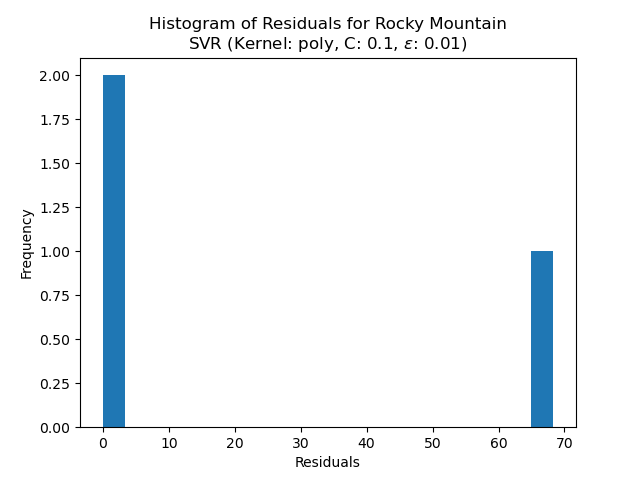 Histogram of Residuals for Rocky Mountain
SVR (Kernel: poly, C: 0.1, ε: 0.01)
Frequency
2.00
1.75
1.50
1.25
1.00
0.75
0.50
0.25
0.00
0 10 20 30 40 50 60 70
Residuals